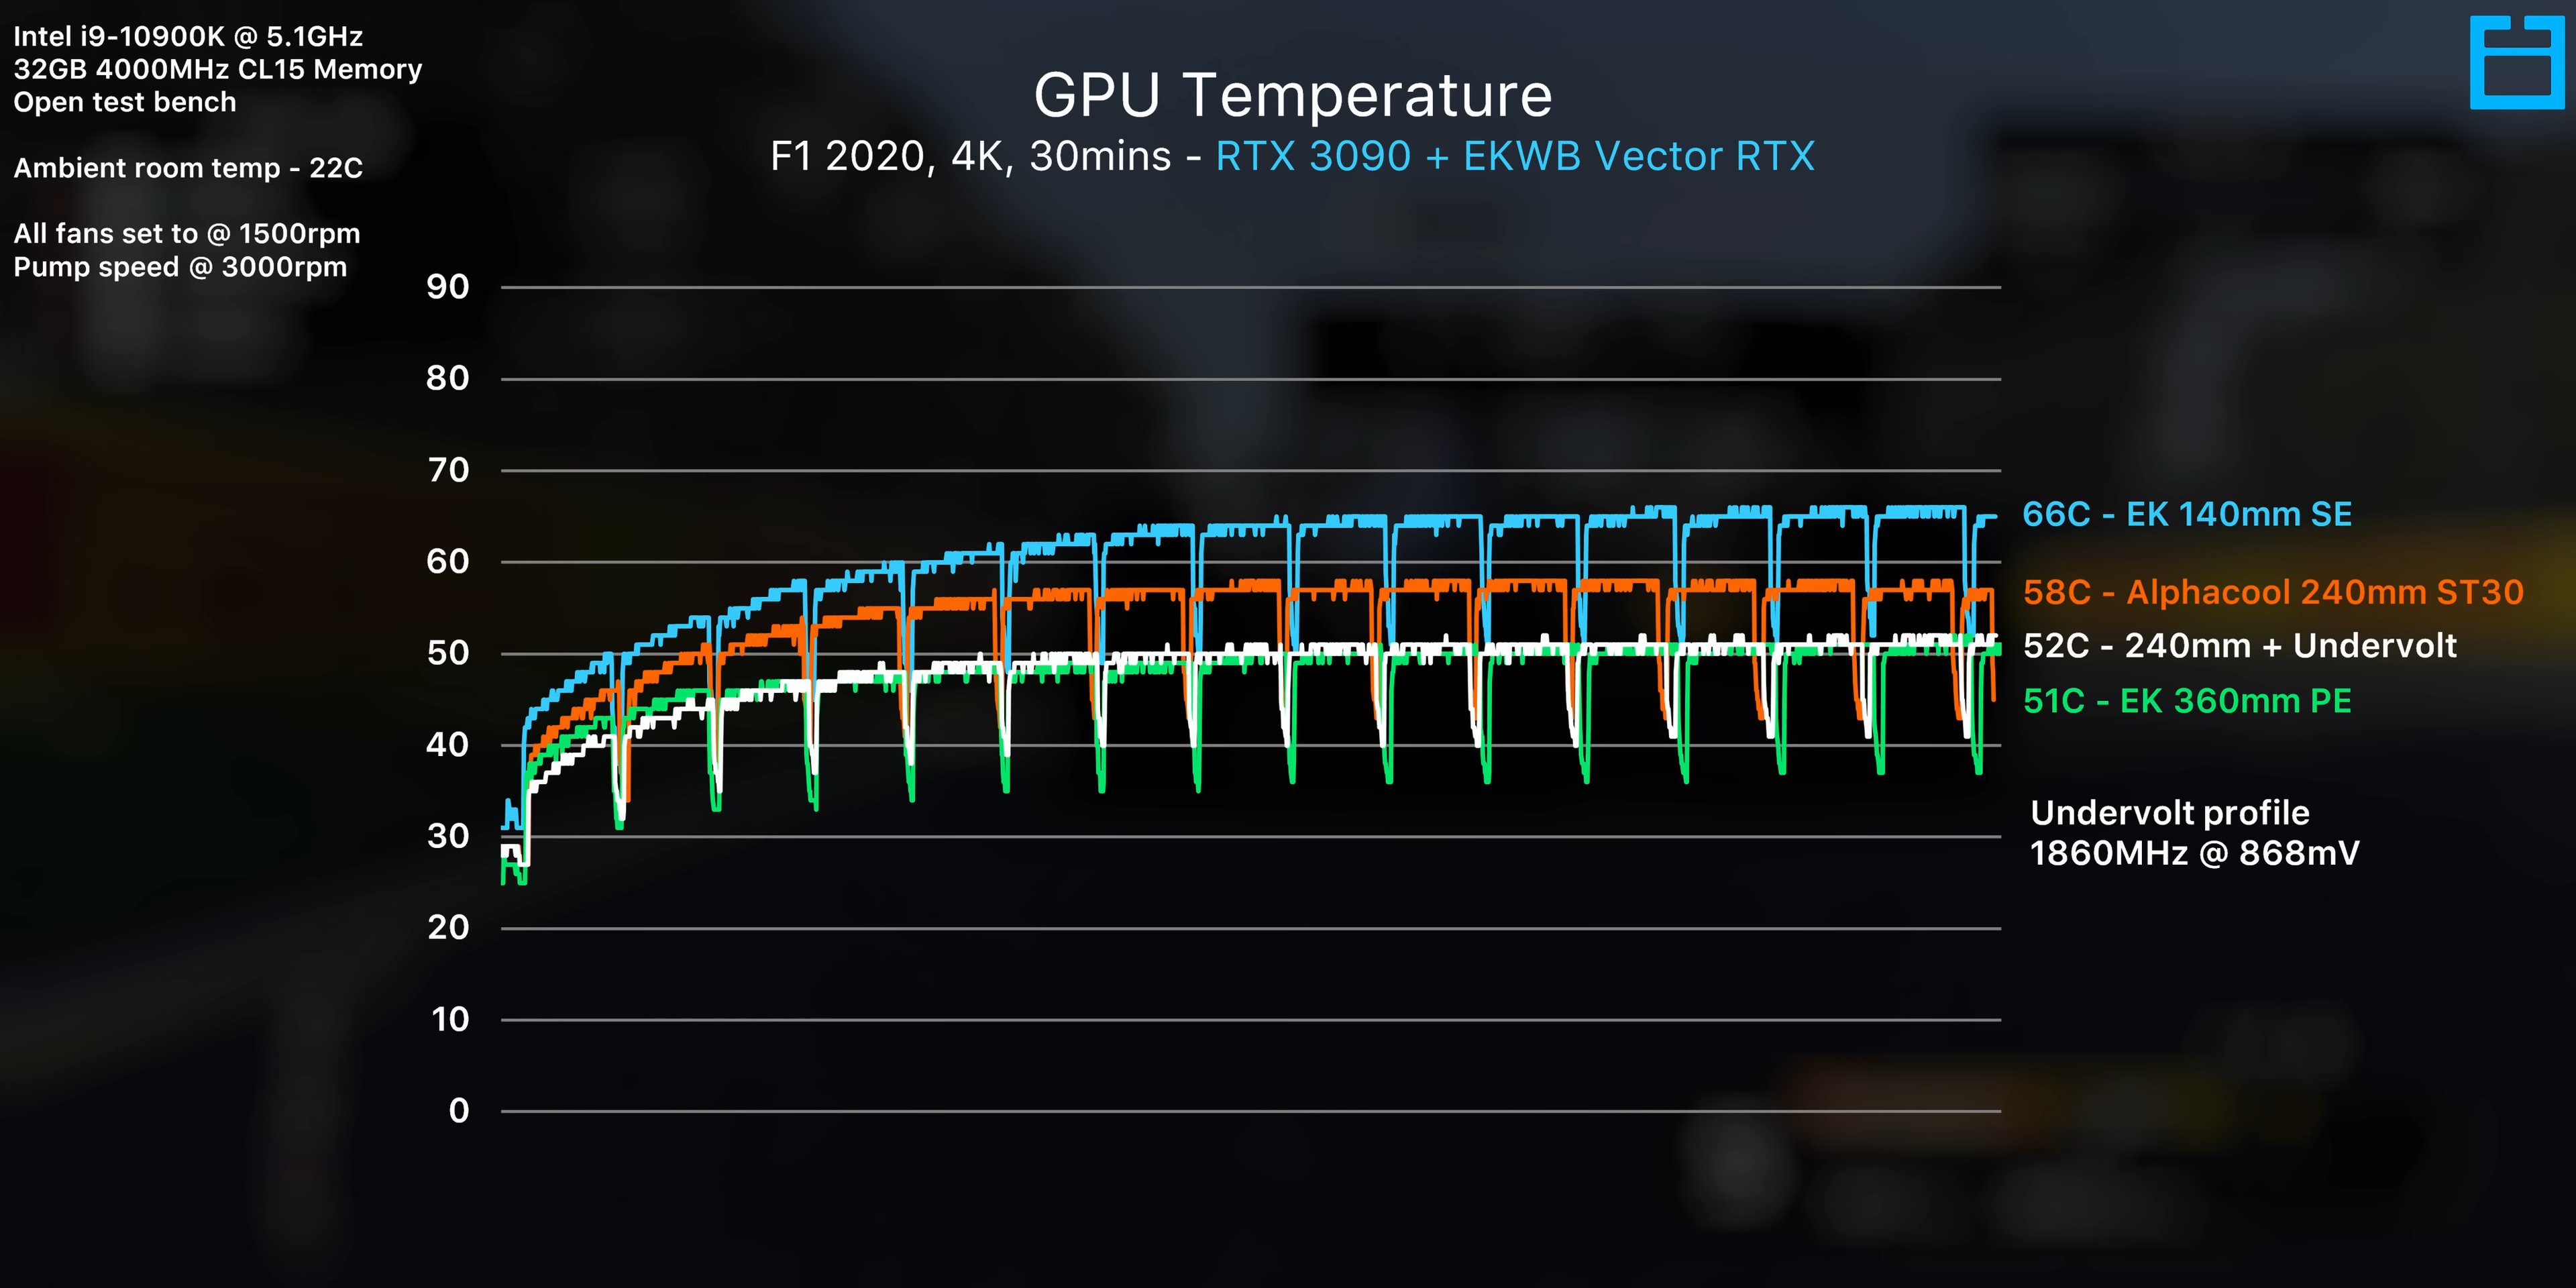 Intel i9-10900K @ 5.1GHz
32GB 4000MHz CL15 Memory
Open test bench
Ambient room temp - 22C
All fans set to @ 1500rpm
Pump speed @ 3000rpm
GPU Temperature
F1 2020, 4K, 30mins - RTX 3090 + EKWB Vector RTX
90
80
70
60
50
40
30
20
10
0
66C - EK 140mm SE
58C - Alphacool 240mm ST30
52C - 240mm + Undervolt
51C - EK 360mm PE
Undervolt profile
1860MHz @ 868mV